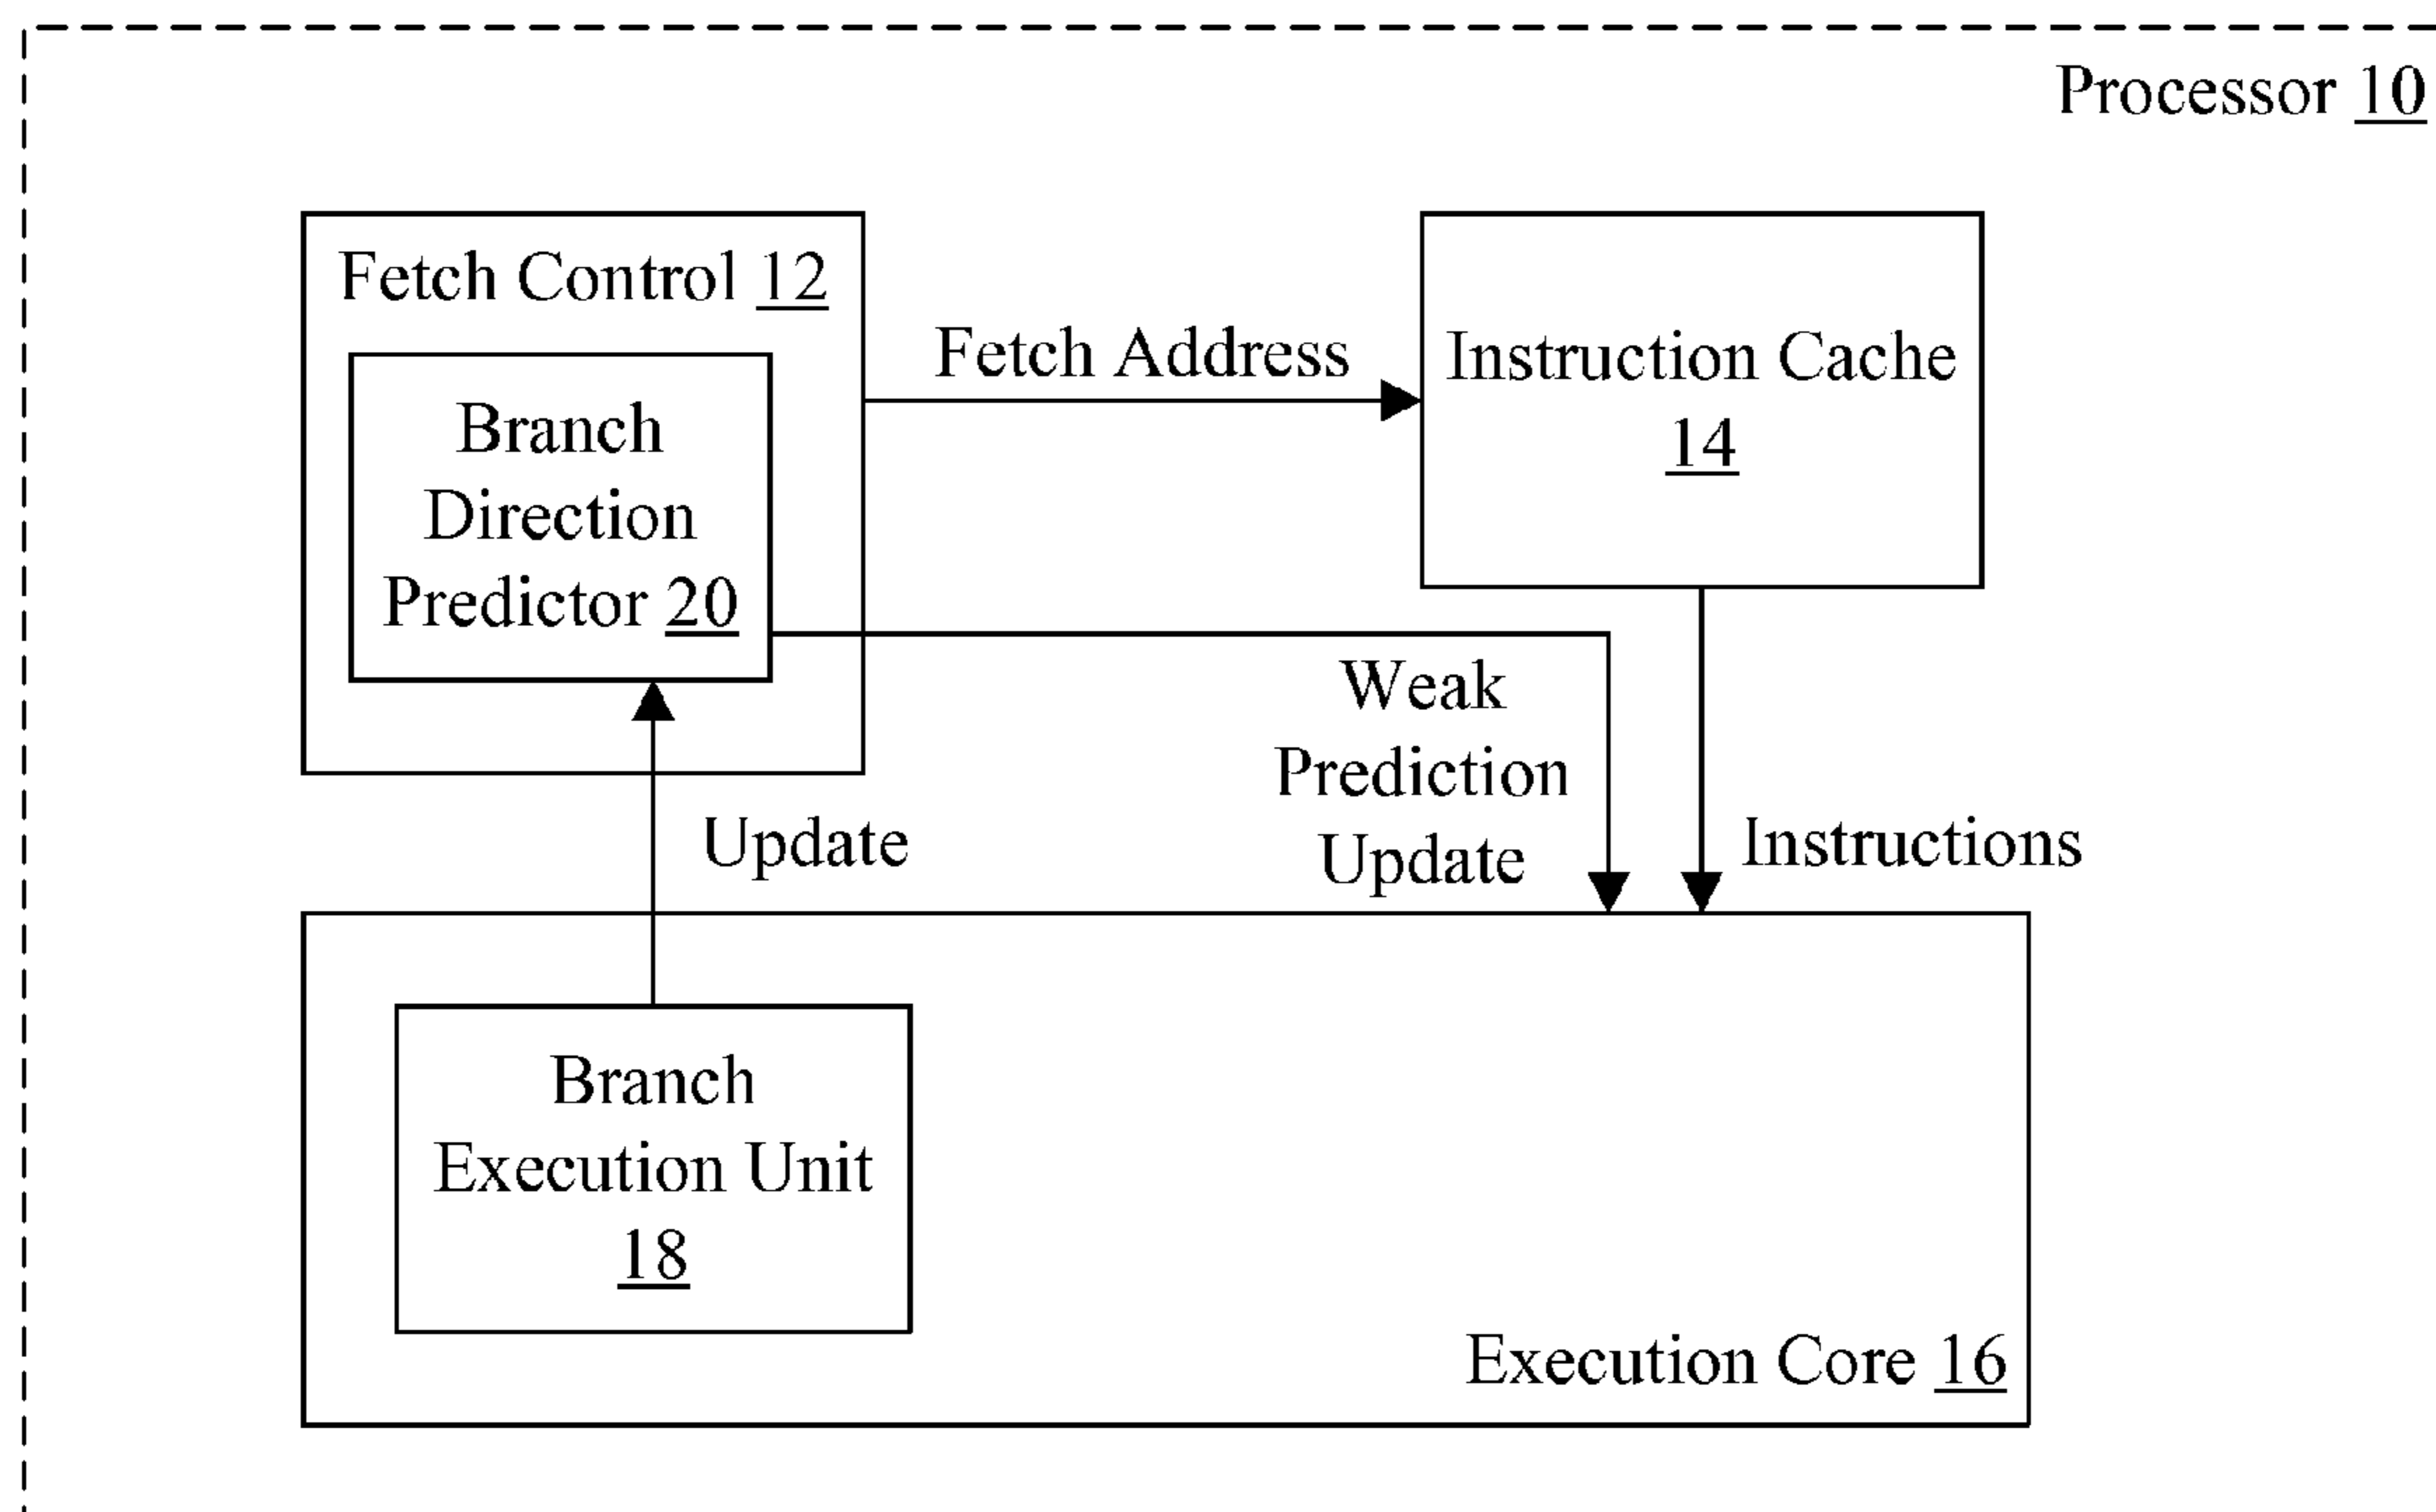 Processor 10
Fetch Control 12
Branch
Direction
Predictor 20
Fetch Address
Instruction Cache
14
Weak
Prediction
Update
Update
Instructions
Branch
Execution Unit
18
Execution Core 16